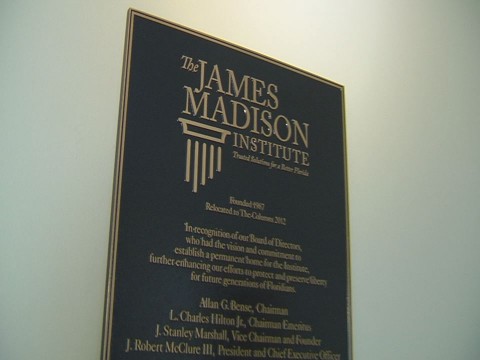 The JAMES
MADISON
INSTITUTE
Trusted Solutions for a Better Florida
Founded 1987
Relocated to The Columns 2012
In recognition of our Board of Directors,
who had the vision and commitment to
establish a permanent home for the Institute,
further enhancing our efforts to protect and preserve liberty
for future generations of Floridians.
Allan G. Bense, Chairman
L. Charles Hilton Jr., Chairman Emeritus
J. Stanley Marshall, Vice Chairman and Founder
J. Robert McClure III, President and Chief Executive Officer